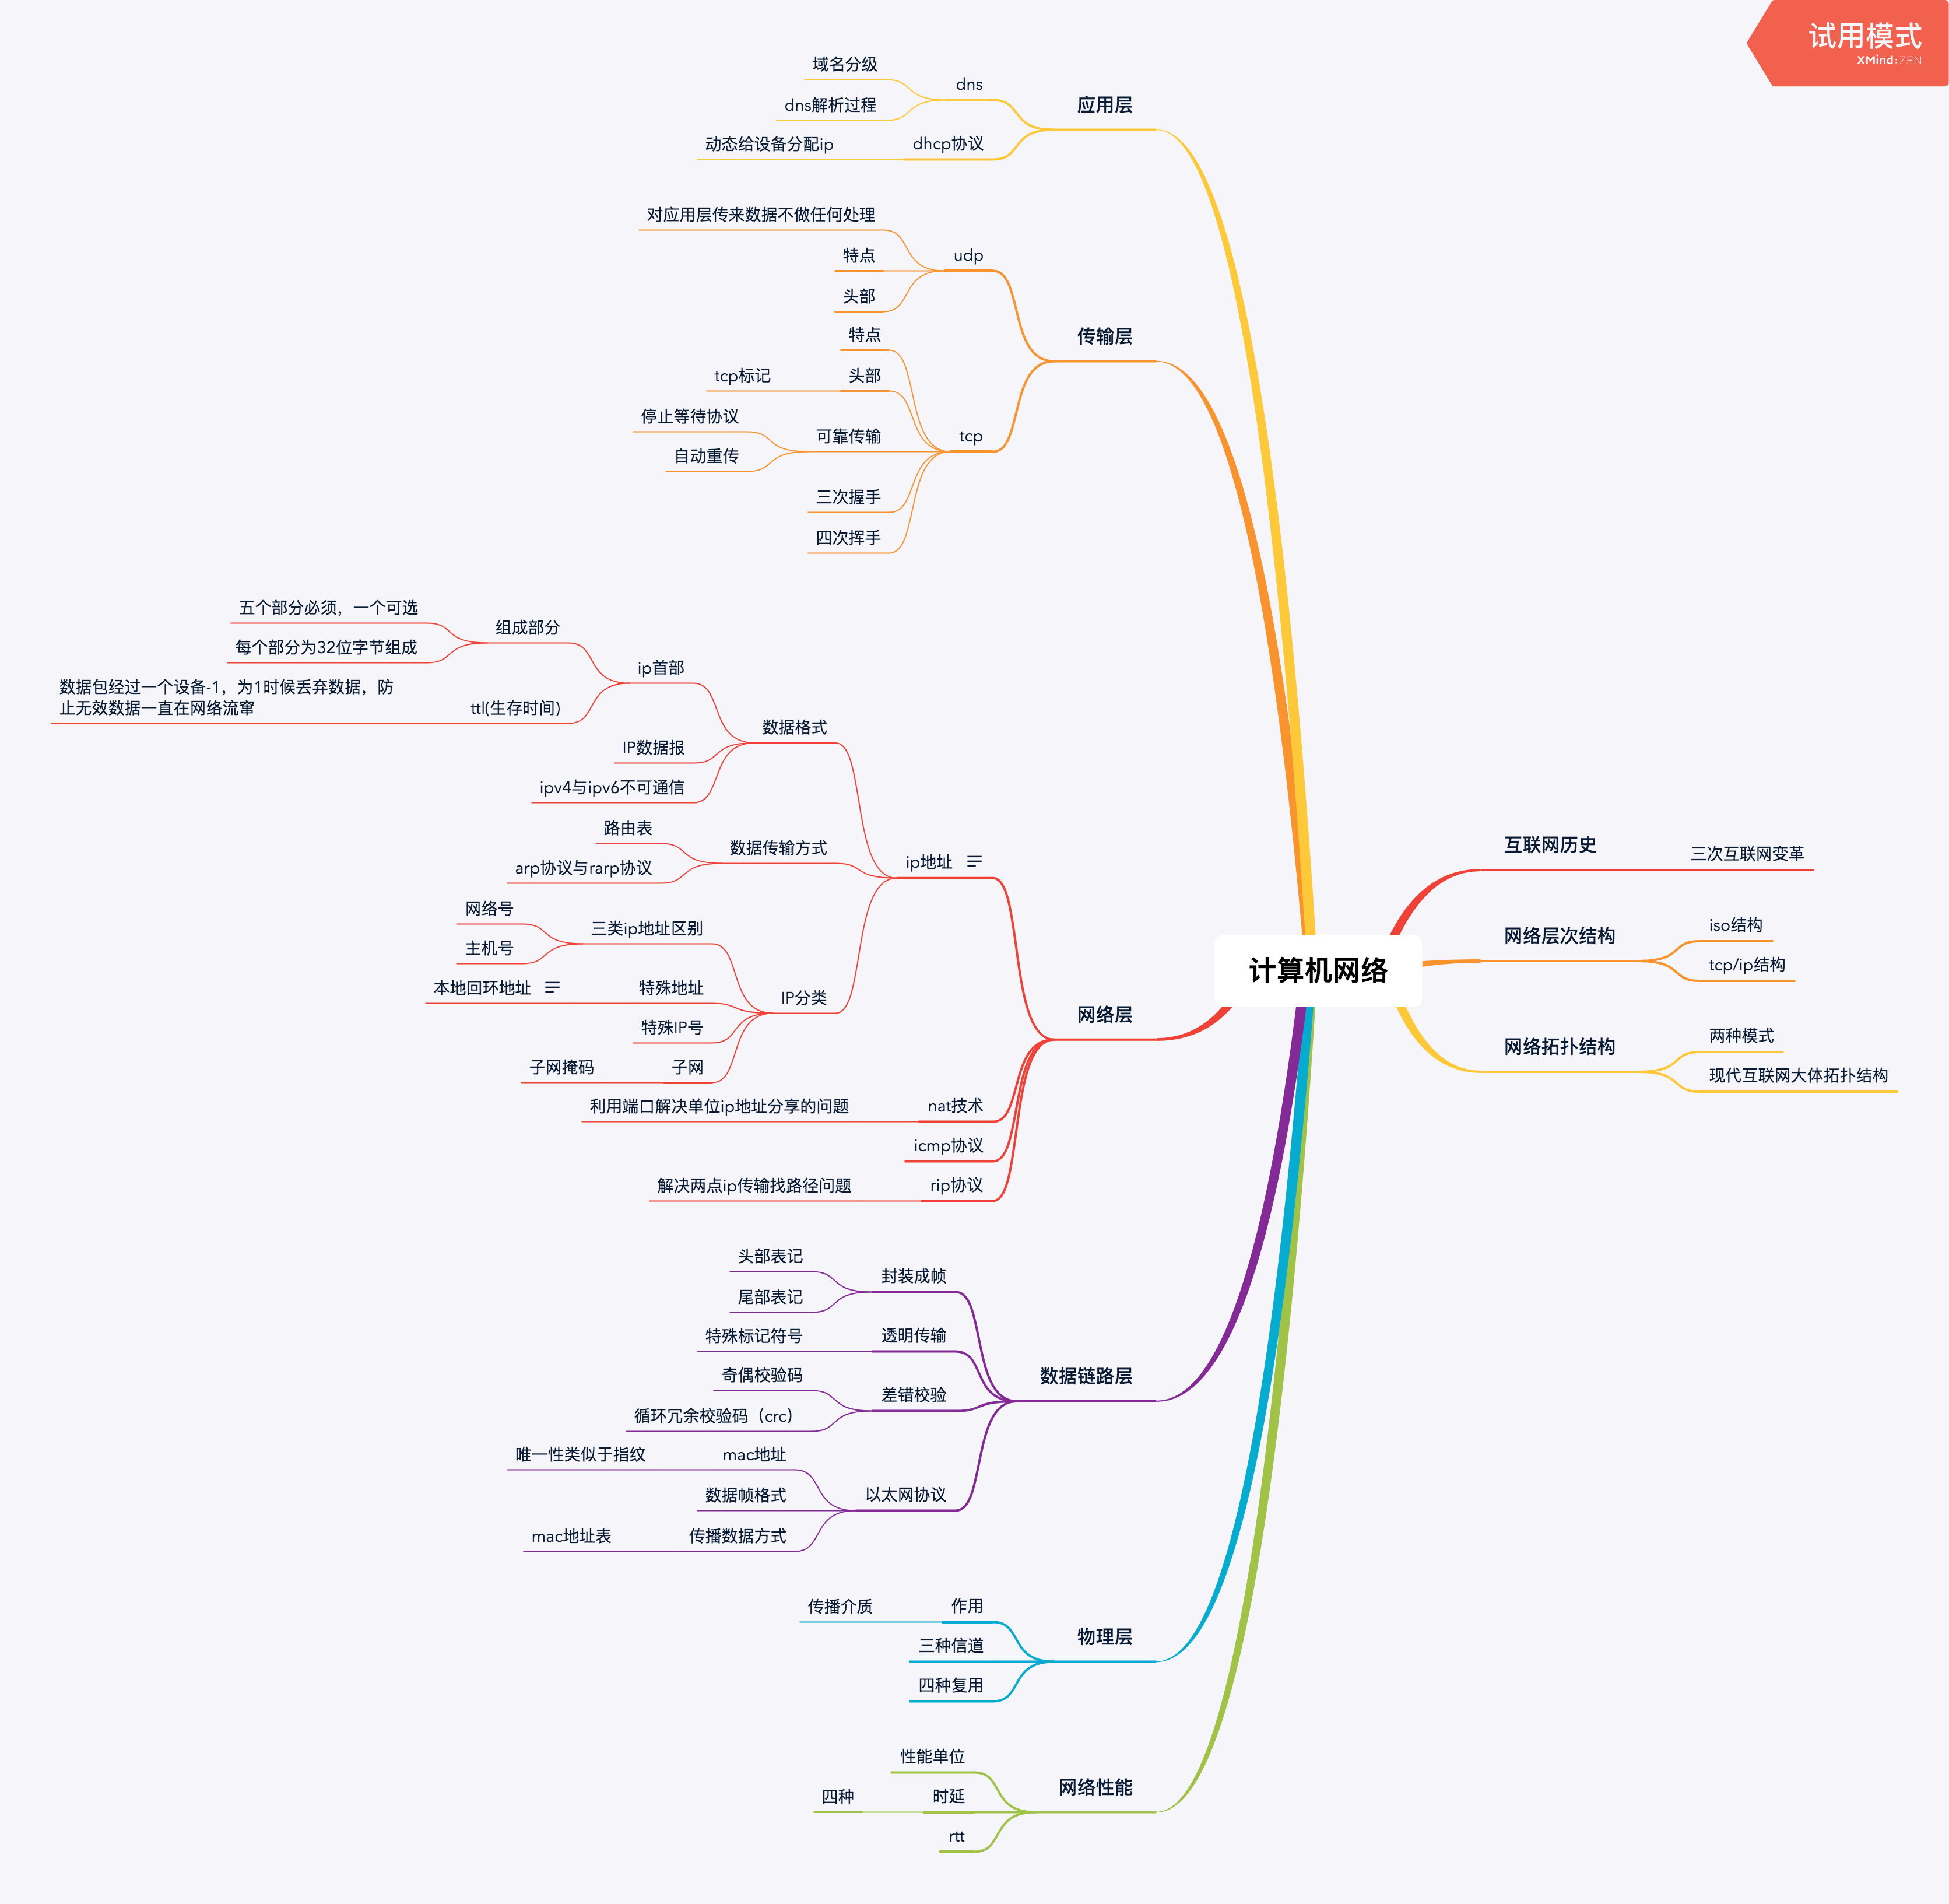 试用模式
XMind:ZEN
计算机网络
互联网历史
三次互联网变革
网络层次结构
iso结构
tcp/ip结构
网络拓扑结构
两种模式
现代互联网大体拓扑结构
应用层
dns
域名分级
dns解析过程
dhcp协议
动态给设备分配ip
传输层
udp
对应用层传来数据不做任何处理
特点
头部
tcp
特点
头部
tcp标记
可靠传输
停止等待协议
自动重传
三次握手
四次挥手
网络层
ip地址
数据格式
ip首部
组成部分
五个部分必须，一个可选
每个部分为32位字节组成
ttl(生存时间)
数据包经过一个设备-1，为1时候丢弃数据，防
止无效数据一直在网络流窜
IP数据报
ipv4与ipv6不可通信
数据传输方式
路由表
arp协议与rarp协议
IP分类
三类ip地址区别
网络号
主机号
特殊地址
本地回环地址
特殊IP号
子网
子网掩码
nat技术
利用端口解决单位ip地址分享的问题
icmp协议
rip协议
解决两点ip传输找路径问题
数据链路层
封装成帧
头部表记
尾部表记
透明传输
特殊标记符号
差错校验
奇偶校验码
循环冗余校验码（crc）
以太网协议
mac地址
唯一性类似于指纹
数据帧格式
传播数据方式
mac地址表
物理层
作用
传播介质
三种信道
四种复用
网络性能
性能单位
时延
四种
rtt